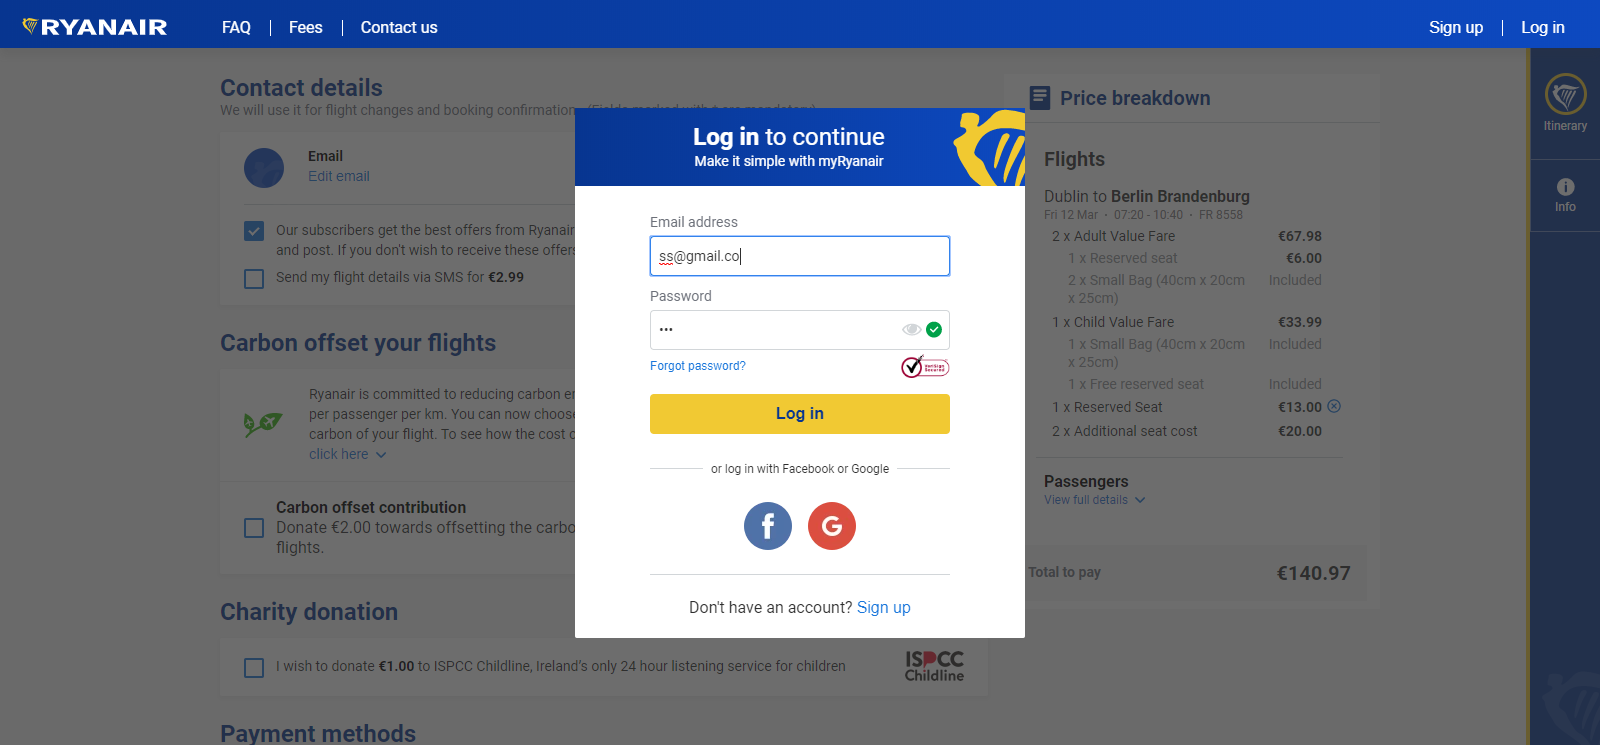 RYANAIR
FAQ
Fees
Contact us
Sign up
Log in
Contact details
We will use it for flight changes and booking confirmation
Email
Edit email
Our subscribers get the best offers from Ryanair
and post. If you don't wish to receive these offers
Send my flight details via SMS for €2.99
Carbon offset your flights
Ryanair is committed to reducing carbon
per passenger per km. You can now choose
carbon of your flight. To see how the cost
click here
Carbon offset contribution
Donate €2.00 towards offsetting the carbo
flights.
Charity donation
I wish to donate €1.00 to ISPCC Childline, Ireland's only 24 hour listening service for children
ISPCC
Childline
Payment methods
Log in to continue
Make it simple with myRyanair
Email address
ss@gmail.co
Password
•••
Forgot password?
VeriSign
Secured
Log in
or log in with Facebook or Google
f
G
Don't have an account? Sign up
Price breakdown
Flights
Dublin to Berlin Brandenburg
Fri 12 Mar · 07:20 - 10:40 · FR 8558
2 x Adult Value Fare €67.98
1 x Reserved seat €6.00
2 x Small Bag (40cm x 20cm Included
x 25cm)
1 x Child Value Fare €33.99
1 x Small Bag (40cm x 20cm Included
x 25cm)
1 x Free reserved seat Included
1 x Reserved Seat €13.00
2 x Additional seat cost €20.00
Passengers
View full details
Total to pay €140.97
Itinerary
Info